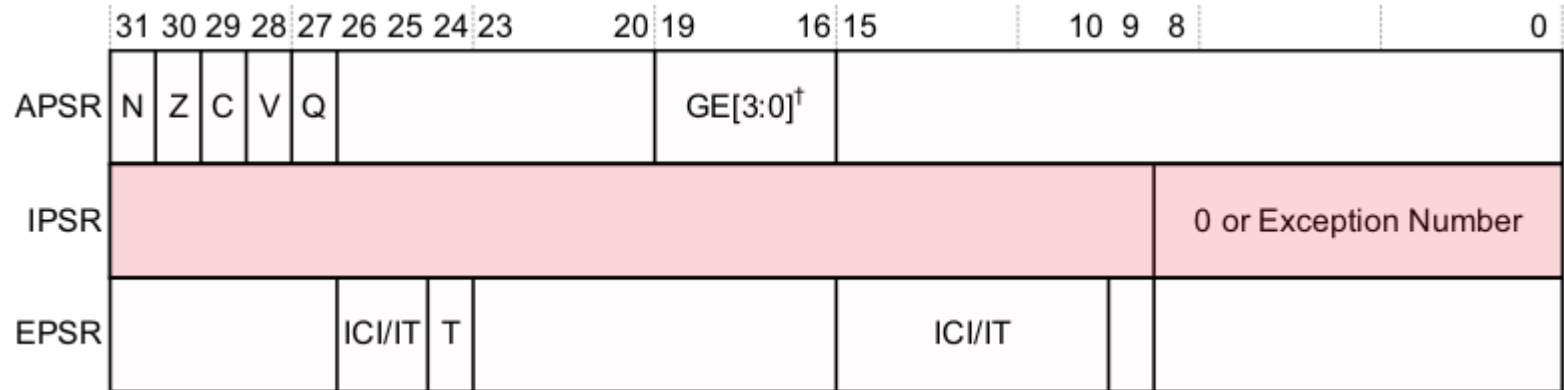 31 30 29 28 27 26 25 24 23 20 19 16 15 10 9 8 0
APSR N Z C V Q GE[3:0]†
IPSR 0 or Exception Number
EPSR ICI/IT T ICI/IT